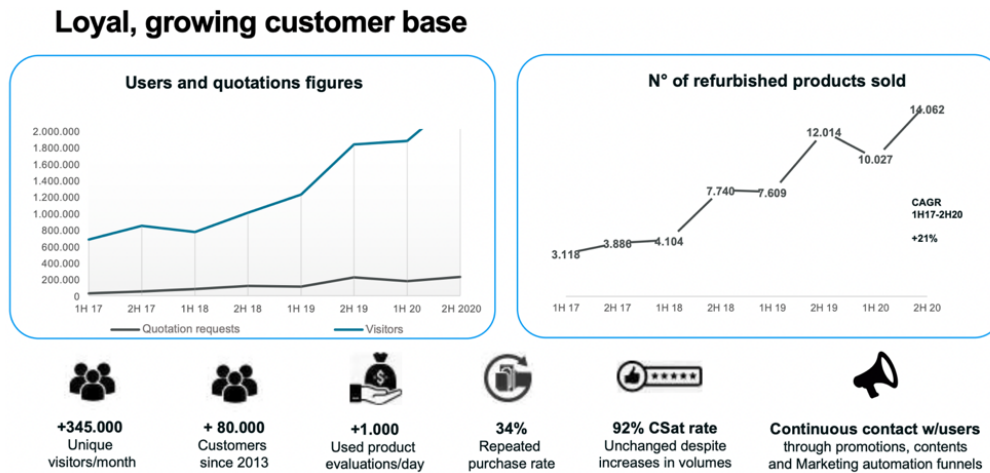 Loyal, growing customer base
Users and quotations figures
2.000.000
1.800.000
1.600.000
1.400.000
1.200.000
1.000.000
800.000
600.000
400.000
200.000
0
1H 17
2H 17
1H 18
2H 18
1H 19
2H 19
1H 20
2H 2020
Quotation requests
Visitors
N° of refurbished products sold
3.118
3.886
4.104
7.740
7.609
12.014
10.027
14.062
CAGR
1H17-2H20
+21%
1H 17
2H 17
1H 18
2H 18
1H 19
2H 19
1H 20
2H 20
+345.000
Unique
visitors/month
+ 80.000
Customers
since 2013
+1.000
Used product
evaluations/day
34%
Repeated
purchase rate
92% CSat rate
Unchanged despite
increases in volumes
Continuous contact w/users
through promotions, contents
and Marketing automation funnels